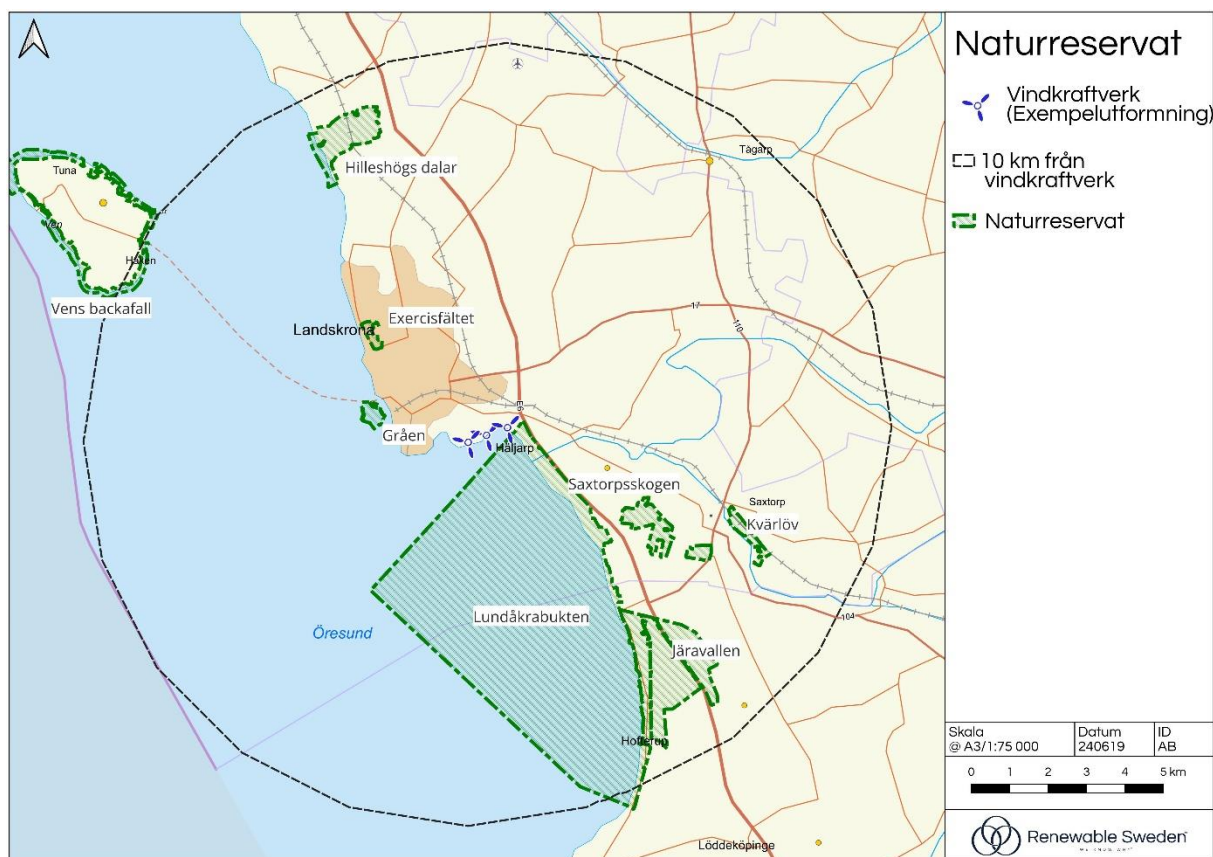 Naturreservat
Vindkraftverk
(Exempelutformning)
10 km från
vindkraftverk
Naturreservat
Tågarp
Hilleshögs dalar
Tuna
Ven
Haken
Vens backafall
17
110
Exercisfältet
Landskrona
E6
Gråen
Häljarp
Saxtorpsskogen
Saxtorp
Kvärlöv
Lundåkrabukten
104
Öresund
Järavallen
Hofterup
Löddeköpinge
Skala
@ A3/1:75 000
Datum
240619
ID
AB
0 1 2 3 4 5 km
Renewable Sweden